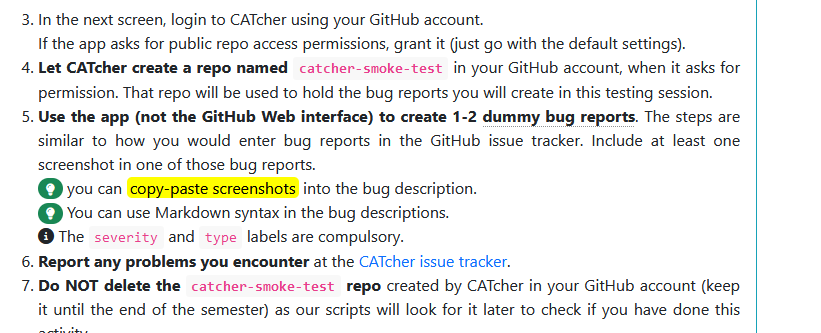 3. In the next screen, login to CATcher using your GitHub account.
If the app asks for public repo access permissions, grant it (just go with the default settings).
4. Let CATcher create a repo named catcher-smoke-test in your GitHub account, when it asks for
permission. That repo will be used to hold the bug reports you will create in this testing session.
5. Use the app (not the GitHub Web interface) to create 1-2 dummy bug reports. The steps are
similar to how you would enter bug reports in the GitHub issue tracker. Include at least one
screenshot in one of those bug reports.
you can copy-paste screenshots into the bug description.
You can use Markdown syntax in the bug descriptions.
The severity and type labels are compulsory.
6. Report any problems you encounter at the CATcher issue tracker.
7. Do NOT delete the catcher-smoke-test repo created by CATcher in your GitHub account (keep
it until the end of the semester) as our scripts will look for it later to check if you have done this